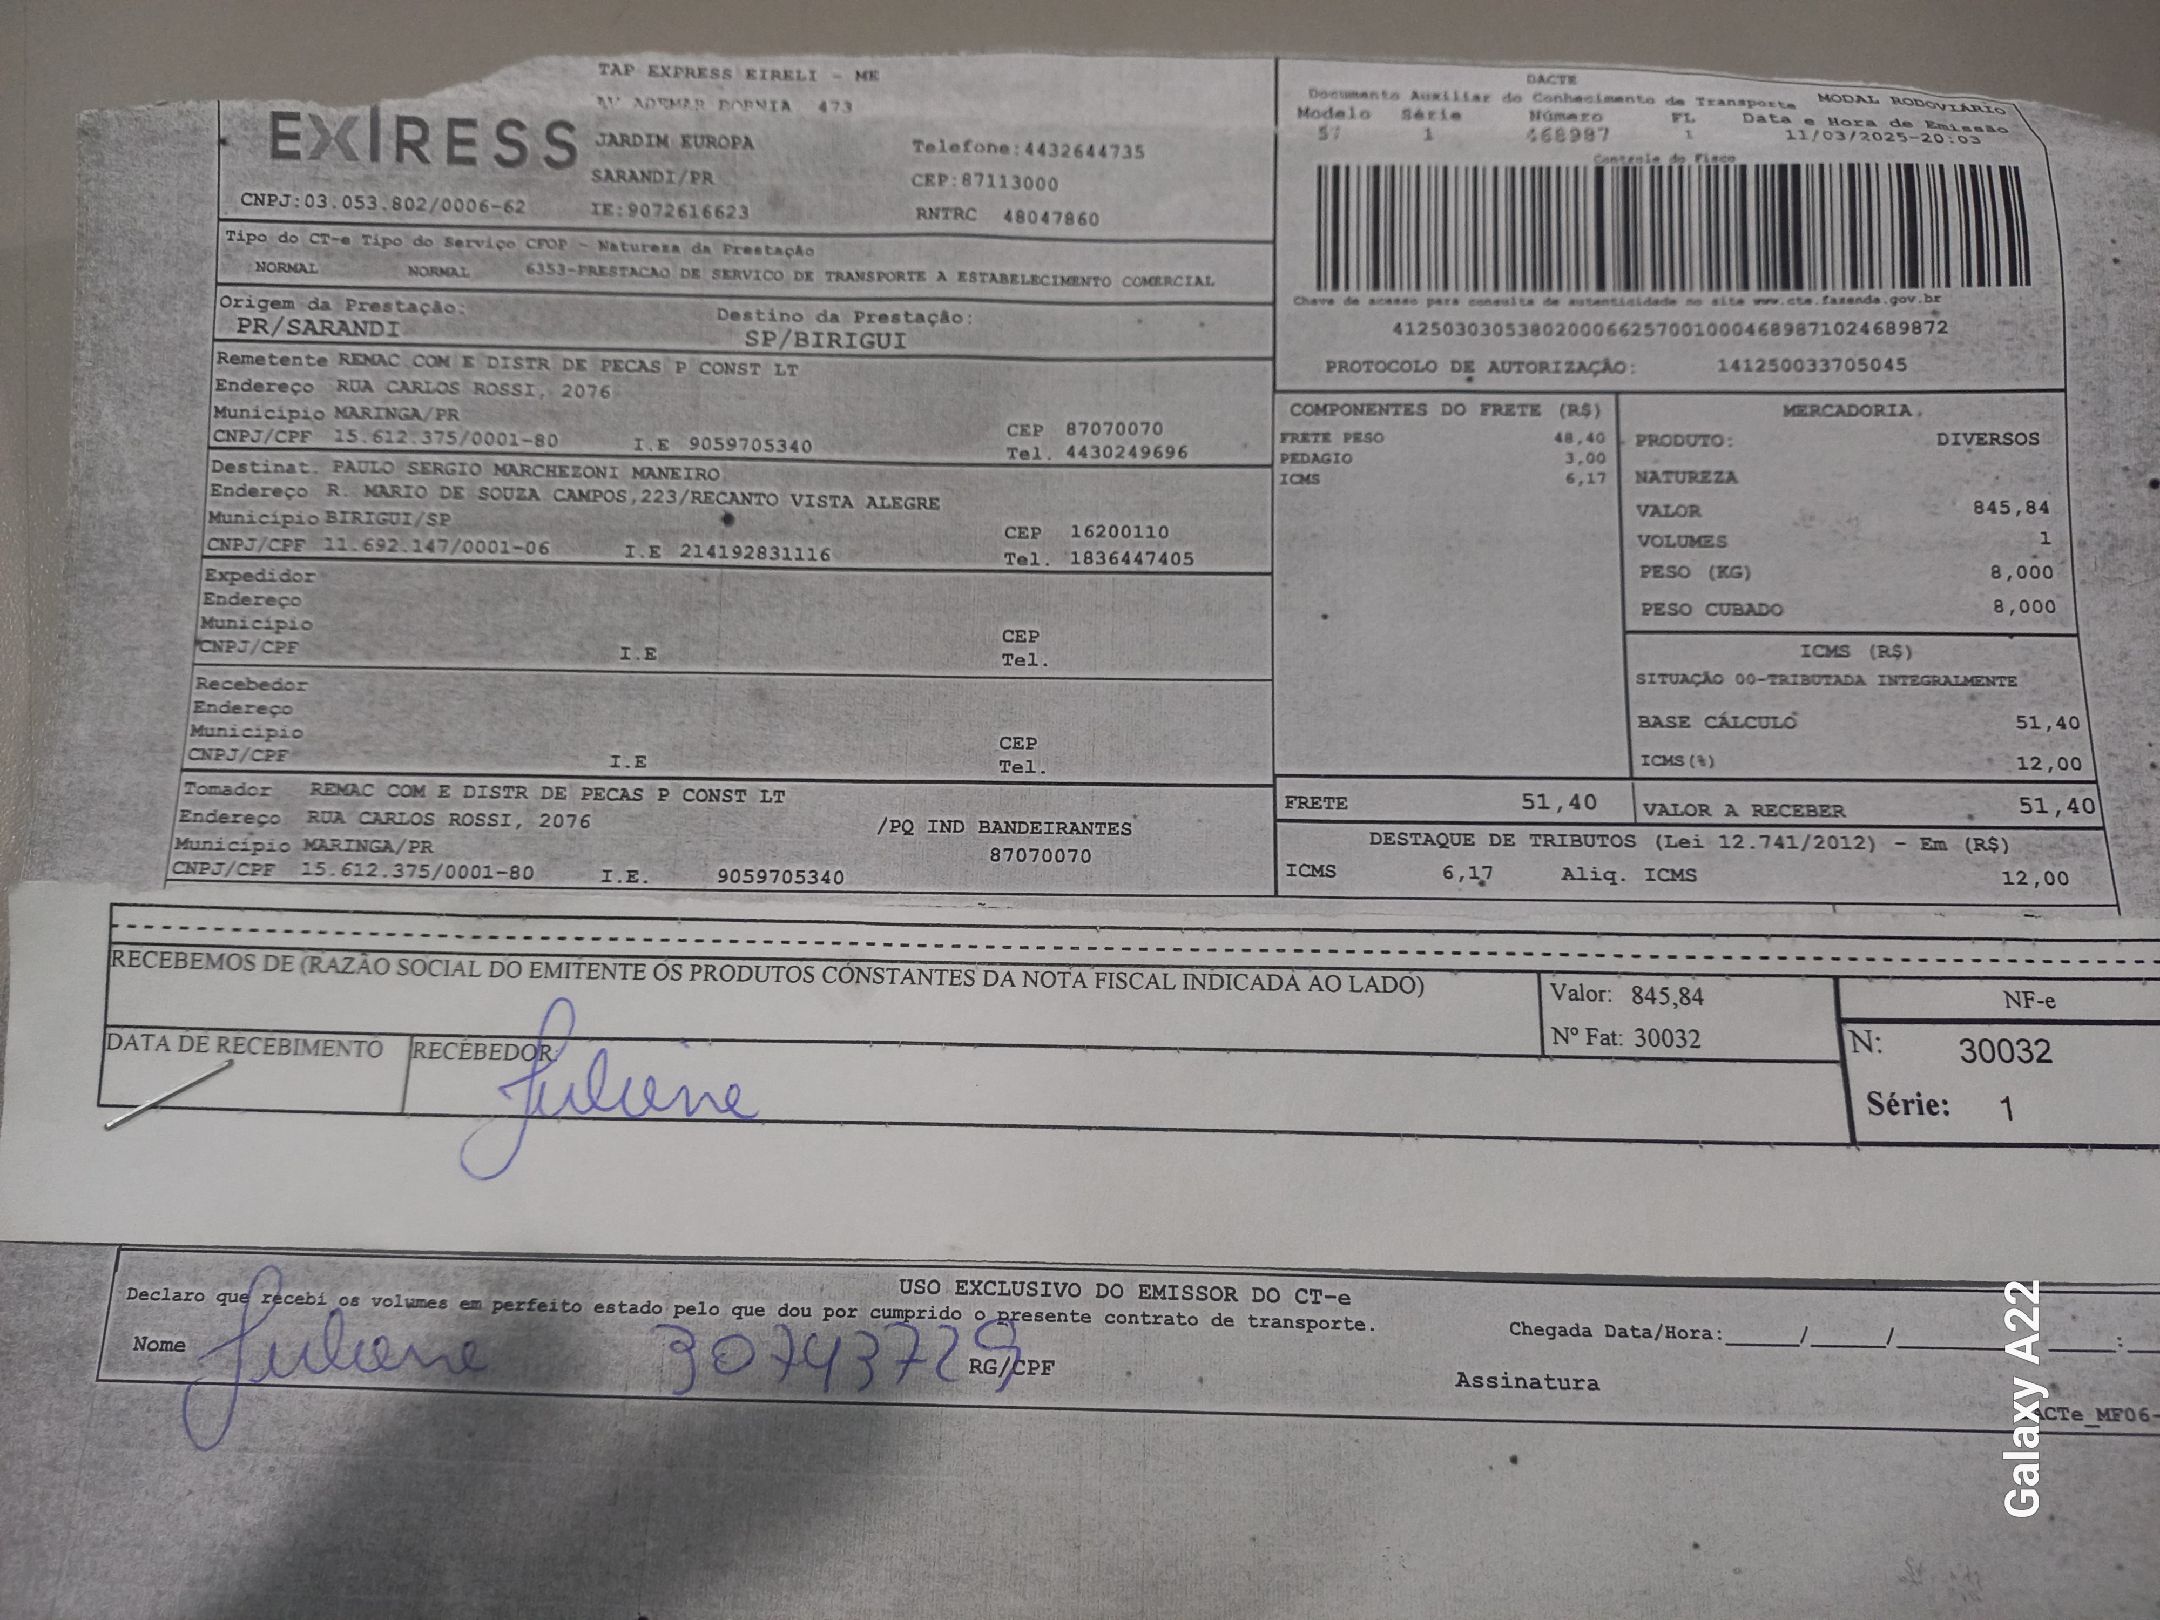 TAP EXPRESS EIRELI - ME
AV ADEMAR BORNIA, 473
EXIRESS
JARDIM EUROPA Telefone:4432644735
SARANDI/PR CEP:87113000
CNPJ:03.053.802/0006-62 IE:9072616623 RNTRC 48047860
DACTE
Documento Auxiliar do Conhecimento de Transporte MODAL RODOVIÁRIO
Modelo Série Número FL Data e Hora de Emissão
57 1 468987 1 11/03/2025-20:03
Controle do Fisco
Chave de acesso para consulta de autenticidade no site www.cte.fazenda.gov.br
41250303053802000662570010004689871024689872
PROTOCOLO DE AUTORIZAÇÃO: 141250033705045
Tipo do CT-e Tipo do Serviço CFOP - Natureza da Prestação
NORMAL NORMAL 6353-PRESTACAO DE SERVICO DE TRANSPORTE A ESTABELECIMENTO COMERCIAL
Origem da Prestação: Destino da Prestação:
PR/SARANDI SP/BIRIGUI
Remetente REMAC COM E DISTR DE PECAS P CONST LT
Endereço RUA CARLOS ROSSI, 2076
Município MARINGA/PR CEP 87070070
CNPJ/CPF 15.612.375/0001-80 I.E 9059705340 Tel. 4430249696
Destinat. PAULO SERGIO MARCHEZONI MANEIRO
Endereço R. MARIO DE SOUZA CAMPOS,223/RECANTO VISTA ALEGRE
Município BIRIGUI/SP CEP 16200110
CNPJ/CPF 11.692.147/0001-06 I.E 214192831116 Tel. 1836447405
Expedidor
Endereço
Município CEP
CNPJ/CPF I.E Tel.
Recebedor
Endereço
Município CEP
CNPJ/CPF I.E Tel.
Tomador REMAC COM E DISTR DE PECAS P CONST LT
Endereço RUA CARLOS ROSSI, 2076 /PQ IND BANDEIRANTES
Município MARINGA/PR 87070070
CNPJ/CPF 15.612.375/0001-80 I.E. 9059705340
COMPONENTES DO FRETE (R$)
FRETE PESO 48,40
PEDAGIO 3,00
ICMS 6,17
MERCADORIA
PRODUTO: DIVERSOS
NATUREZA
VALOR 845,84
VOLUMES 1
PESO (KG) 8,000
PESO CUBADO 8,000
ICMS (R$)
SITUAÇÃO 00-TRIBUTADA INTEGRALMENTE
BASE CÁLCULO 51,40
ICMS(%) 12,00
FRETE 51,40 VALOR A RECEBER 51,40
DESTAQUE DE TRIBUTOS (Lei 12.741/2012) - Em (R$)
ICMS 6,17 Aliq. ICMS 12,00
RECEBEMOS DE (RAZÃO SOCIAL DO EMITENTE OS PRODUTOS CONSTANTES DA NOTA FISCAL INDICADA AO LADO)
Valor: 845,84
Nº Fat: 30032
NF-e
N: 30032
Série: 1
DATA DE RECEBIMENTO RECEBEDOR:
Juliane
USO EXCLUSIVO DO EMISSOR DO CT-e
Declaro que recebi os volumes em perfeito estado pelo que dou por cumprido o presente contrato de transporte.
Nome Juliane 30743729 RG/CPF
Chegada Data/Hora:_____/_____/_____ _____:__
Assinatura
ACTe_MF06-
Galaxy A22